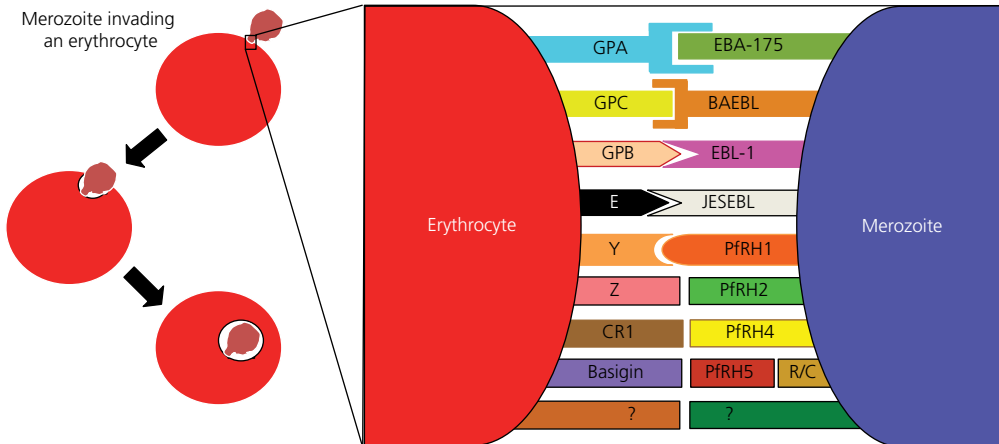 Merozoite invading
an erythrocyte
GPA EBA-175
GPC BAEBL
GPB EBL-1
E JESEBL
Erythrocyte Merozoite
Y PfRH1
Z PfRH2
CR1 PfRH4
Basigin PfRH5 R/C
? ?